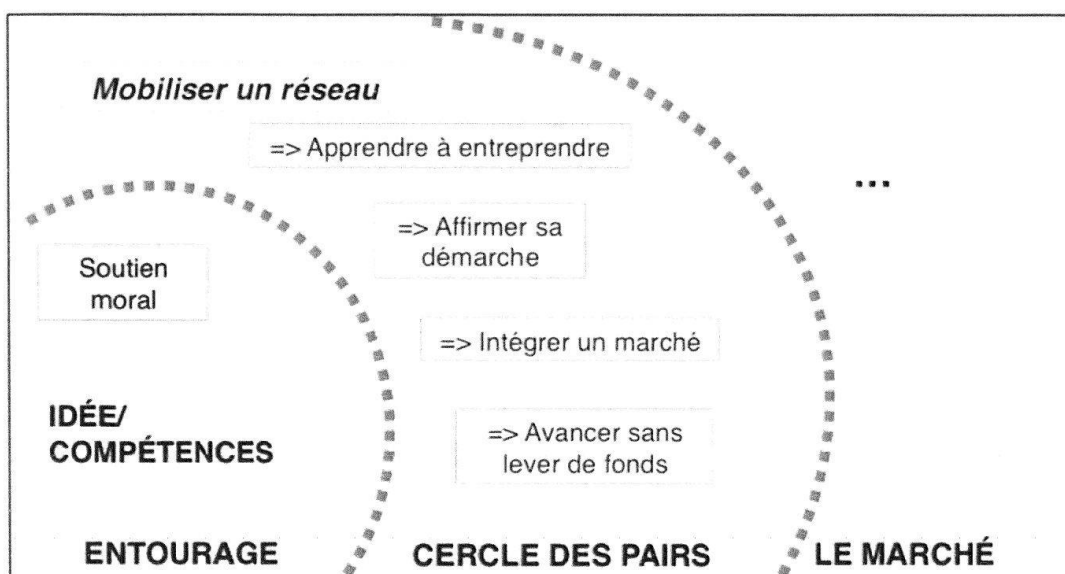 Mobiliser un réseau
=> Apprendre à entreprendre
...
=> Affirmer sa
démarche
Soutien
moral
=> Intégrer un marché
IDÉE/
COMPÉTENCES
=> Avancer sans
lever de fonds
ENTOURAGE
CERCLE DES PAIRS
LE MARCHÉ